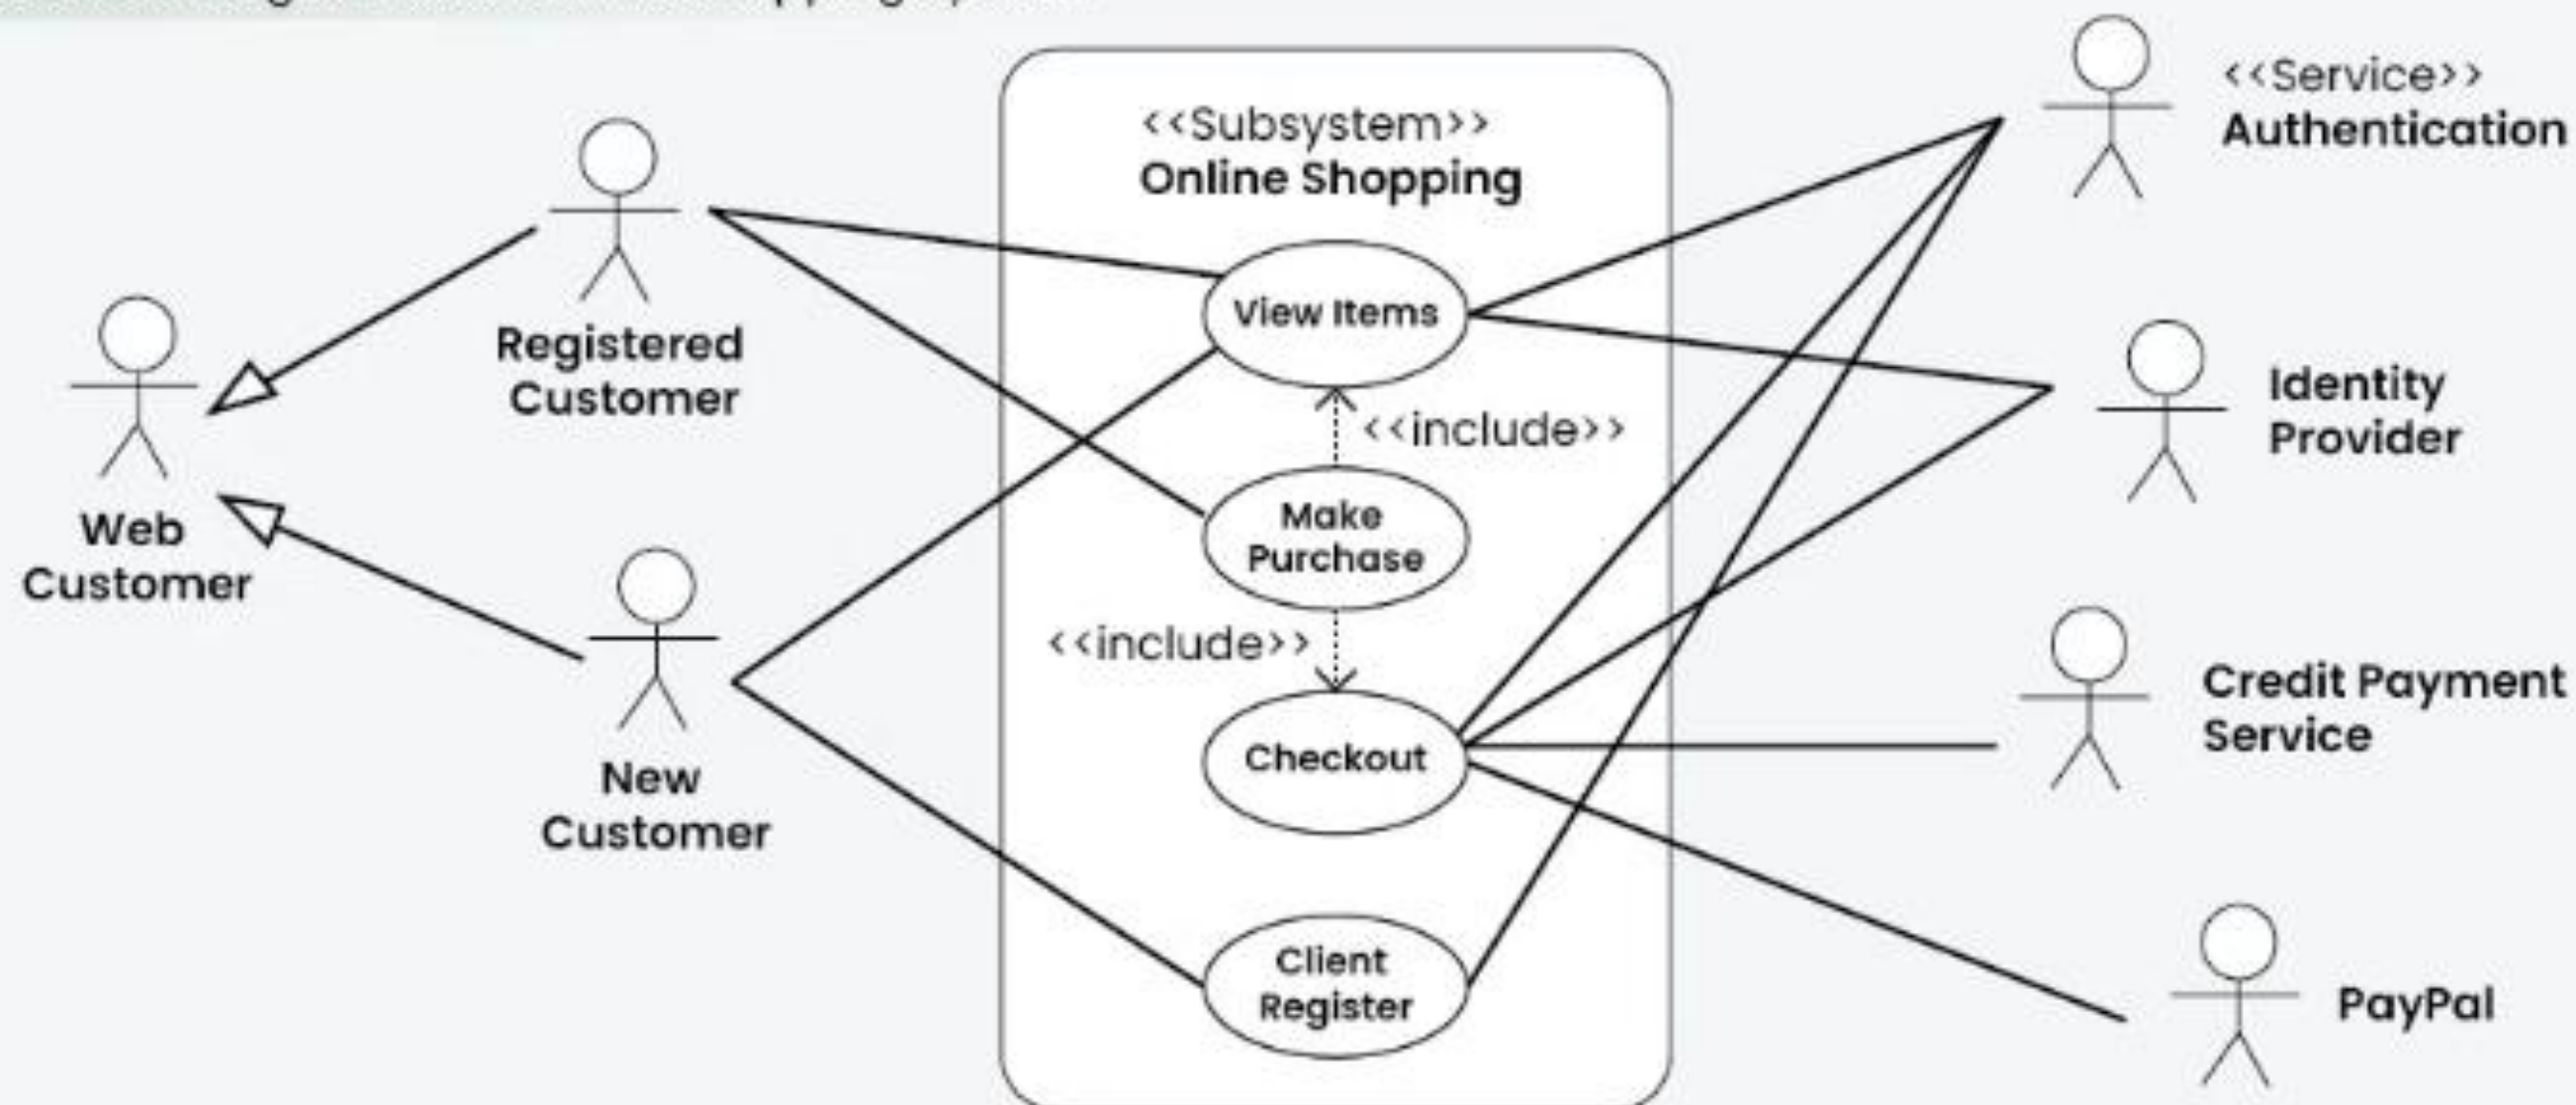 <<Subsystem>>
Online Shopping
<<Service>>
Authentication
Registered
Customer
View Items
Identity
Provider
<<include>>
Web
Customer
Make
Purchase
<<include>>
Credit Payment
Service
New
Customer
Checkout
Client
Register
PayPal